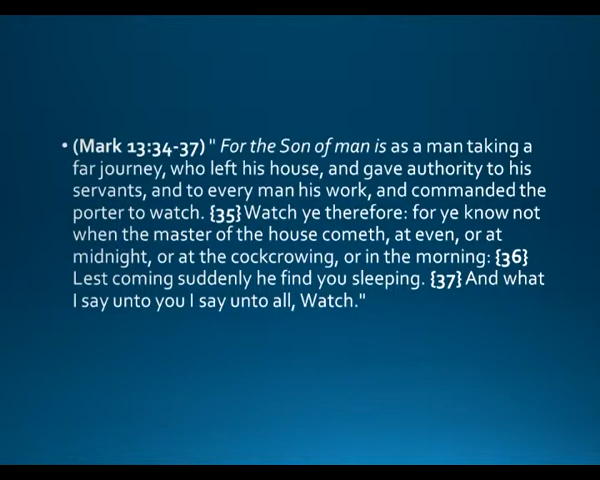 • (Mark 13:34-37) " For the Son of man is as a man taking a
far journey, who left his house, and gave authority to his
servants, and to every man his work, and commanded the
porter to watch. {35} Watch ye therefore: for ye know not
when the master of the house cometh, at even, or at
midnight, or at the cockcrowing, or in the morning: {36}
Lest coming suddenly he find you sleeping. {37} And what
I say unto you I say unto all, Watch."